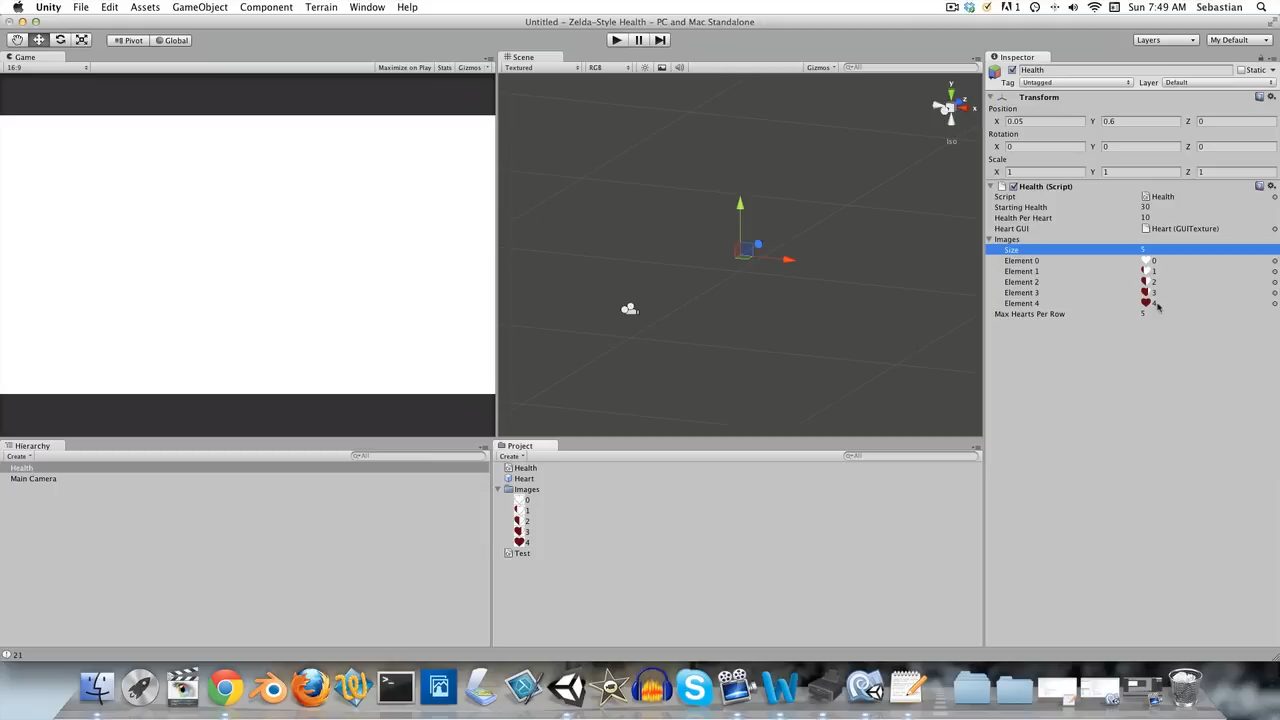 Unity File Edit Assets GameObject Component Terrain Window Help
1 Sun 7:49 AM Sebastian
Untitled - Zelda-Style Health - PC and Mac Standalone
Pivot Global Layers My Default
Game
Scene
Inspector
16:9 Maximize on Play Stats Gizmos
Textured RGB Gizmos All
Health Static
Tag Untagged Layer Default
y
z
x
Iso
Transform
Position
X 0.05 Y 0.6 Z 0
Rotation
X 0 Y 0 Z 0
Scale
X 1 Y 1 Z 1
Health (Script)
Script Health
Starting Health 30
Health Per Heart 10
Heart GUI Heart (GUITexture)
Images
Size 5
Element 0 0
Element 1 1
Element 2 2
Element 3 3
Element 4 4
Max Hearts Per Row 5
Hierarchy
Create All
Health
Main Camera
Project
Create All
Health
Heart
Images
0
1
2
3
4
Test
21